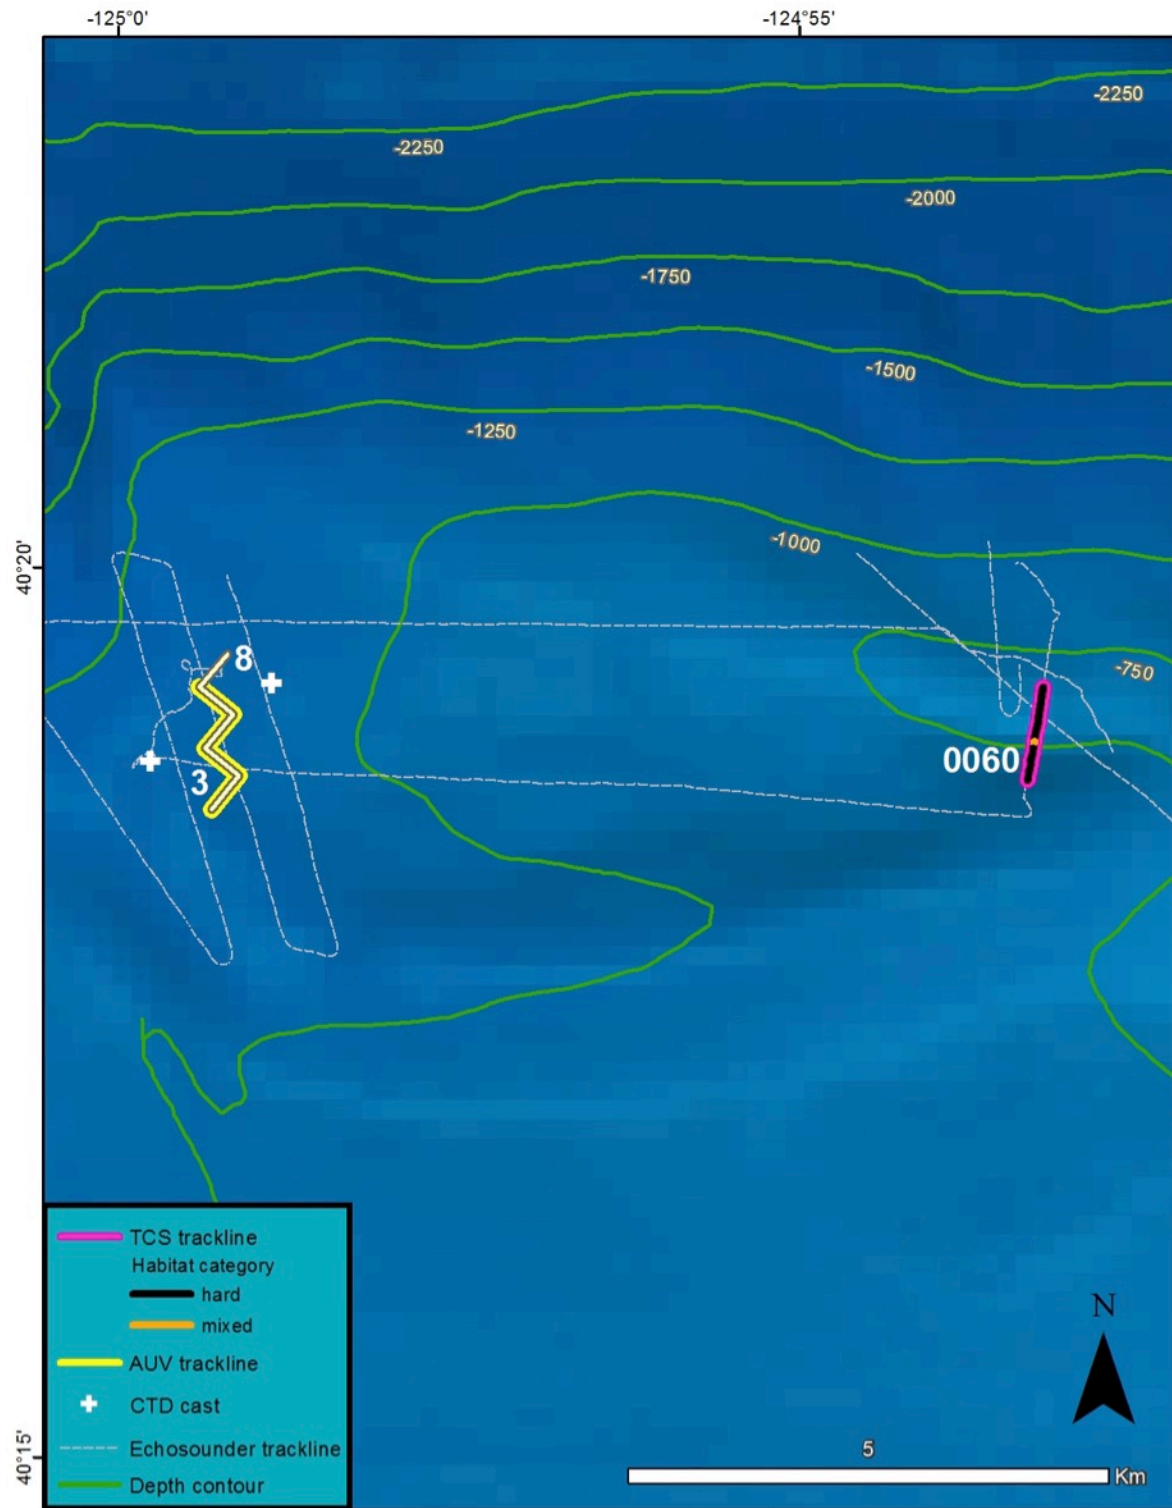 -125°0'
-124°55'
-2250
-2250
-2000
-1750
-1500
-1250
-1000
40°20'
8
-750
0060
3
TCS trackline
Habitat category
hard
mixed
AUV trackline
CTD cast
Echosounder trackline
Depth contour
N
5
Km
40°15'